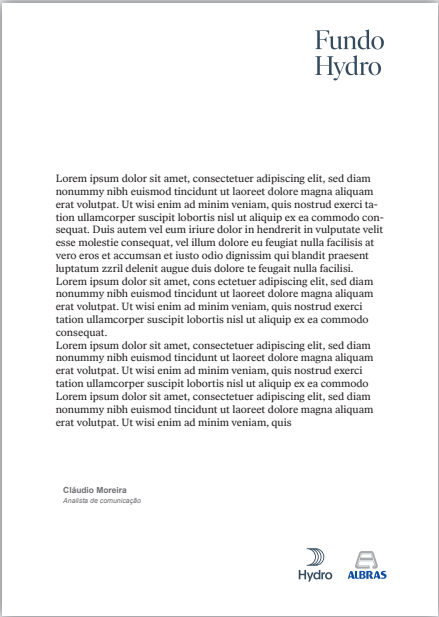 Fundo
Hydro
Lorem ipsum dolor sit amet, consectetuer adipiscing elit, sed diam
nonummy nibh euismod tincidunt ut laoreet dolore magna aliquam
erat volutpat. Ut wisi enim ad minim veniam, quis nostrud exerci ta-
tion ullamcorper suscipit lobortis nisl ut aliquip ex ea commodo con-
sequat. Duis autem vel eum iriure dolor in hendrerit in vulputate velit
esse molestie consequat, vel illum dolore eu feugiat nulla facilisis at
vero eros et accumsan et iusto odio dignissim qui blandit praesent
luptatum zzril delenit augue duis dolore te feugait nulla facilisi.
Lorem ipsum dolor sit amet, cons ectetuer adipiscing elit, sed diam
nonummy nibh euismod tincidunt ut laoreet dolore magna aliquam
erat volutpat. Ut wisi enim ad minim veniam, quis nostrud exerci
tation ullamcorper suscipit lobortis nisl ut aliquip ex ea commodo
consequat.
Lorem ipsum dolor sit amet, consectetuer adipiscing elit, sed diam
nonummy nibh euismod tincidunt ut laoreet dolore magna aliquam
erat volutpat. Ut wisi enim ad minim veniam, quis nostrud exerci
tation ullamcorper suscipit lobortis nisl ut aliquip ex ea commodo
Lorem ipsum dolor sit amet, consectetuer adipiscing elit, sed diam
nonummy nibh euismod tincidunt ut laoreet dolore magna aliquam
erat volutpat. Ut wisi enim ad minim veniam, quis
Cláudio Moreira
Analista de comunicação
Hydro
ALBRAS